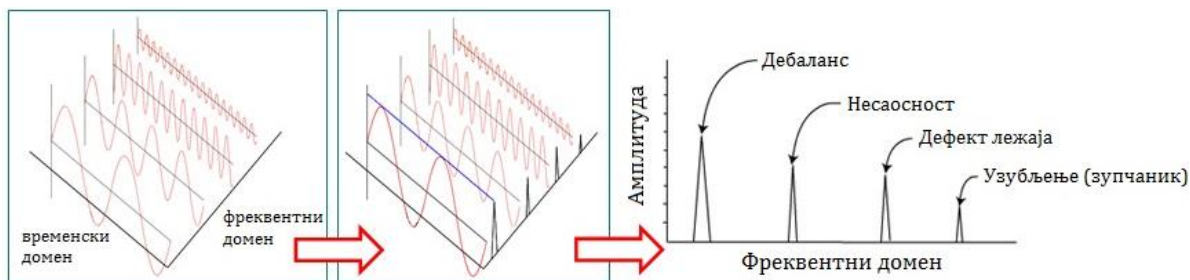 временски
домен
фреквентни
домен
Амплитуда
Дебаланс
Несаосност
Дефект лежаја
Узубљење (зупчаник)
Фреквентни домен